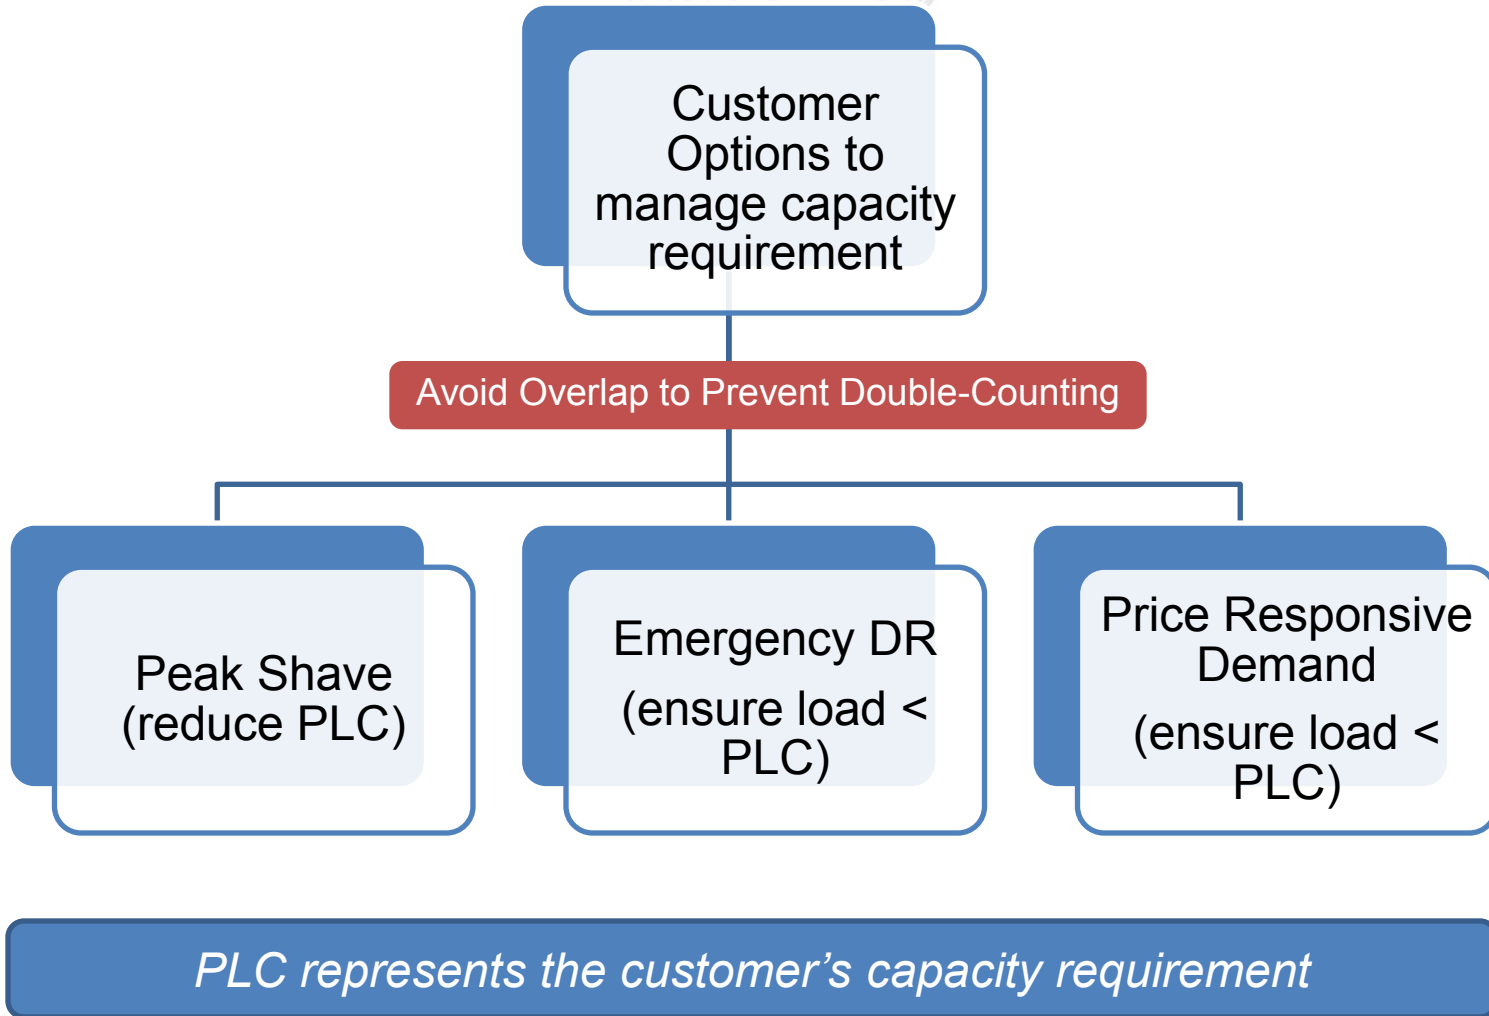 Customer
Options to
manage capacity
requirement
Avoid Overlap to Prevent Double-Counting
Peak Shave
(reduce PLC)
Emergency DR
(ensure load <
PLC)
Price Responsive
Demand
(ensure load <
PLC)
PLC represents the customer’s capacity requirement